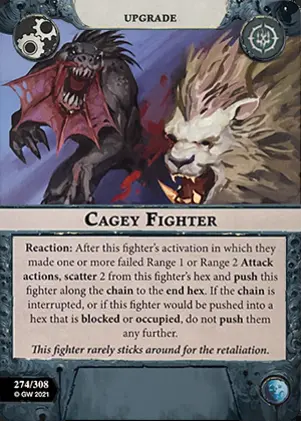 UPGRADE
CAGEY FIGHTER
Reaction: After this fighter's activation in which they
made one or more failed Range 1 or Range 2 Attack
actions, scatter 2 from this fighter's hex and push this
fighter along the chain to the end hex. If the chain is
interrupted, or if this fighter would be pushed into a
hex that is blocked or occupied, do not push them
any further.
This fighter rarely sticks around for the retaliation.
274/308
© GW 2021